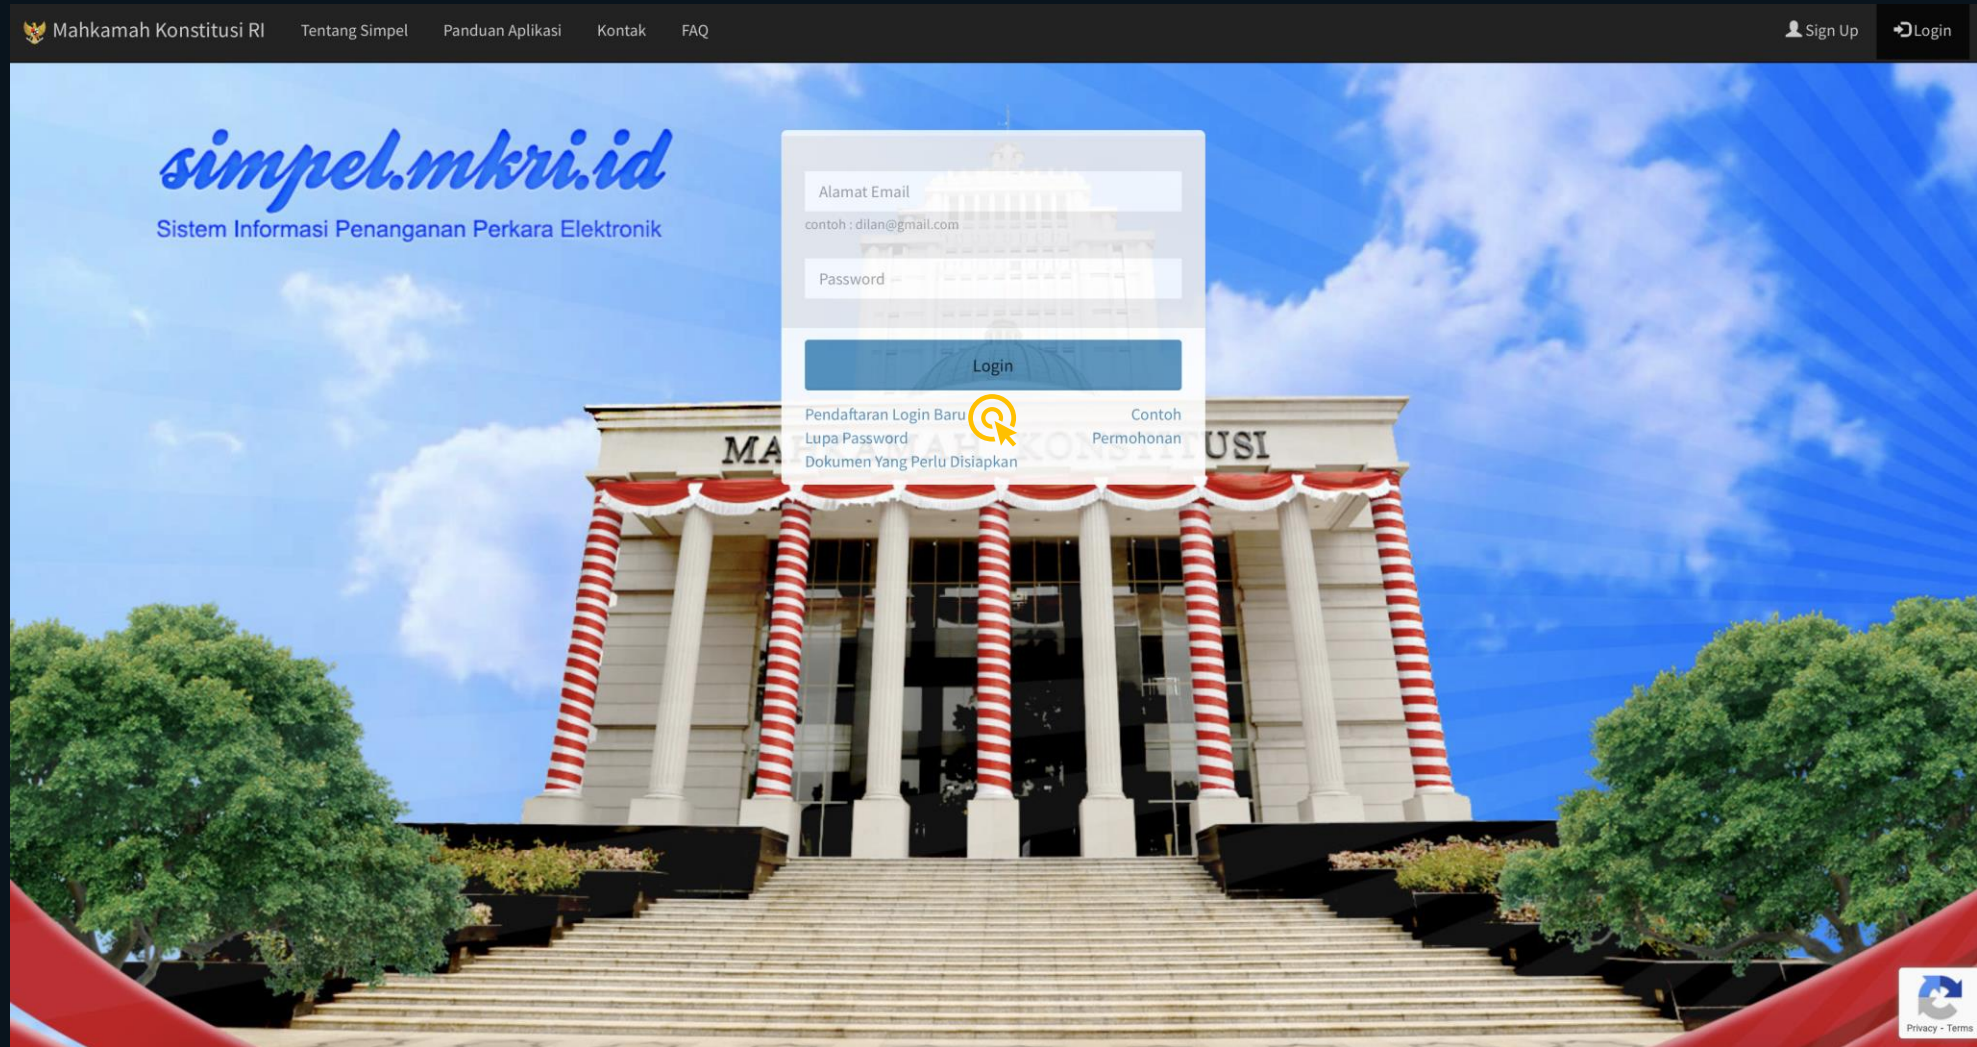 Mahkamah Konstitusi RI
Tentang Simpel
Panduan Aplikasi
Kontak
FAQ
Sign Up
Login
simpel.mkri.id
Sistem Informasi Penanganan Perkara Elektronik
Alamat Email
contoh : dilan@gmail.com
Password
Login
Pendaftaran Login Baru
Lupa Password
Dokumen Yang Perlu Disiapkan
Contoh
Permohonan
MAHKAMAH KONSTITUSI
Privacy - Terms